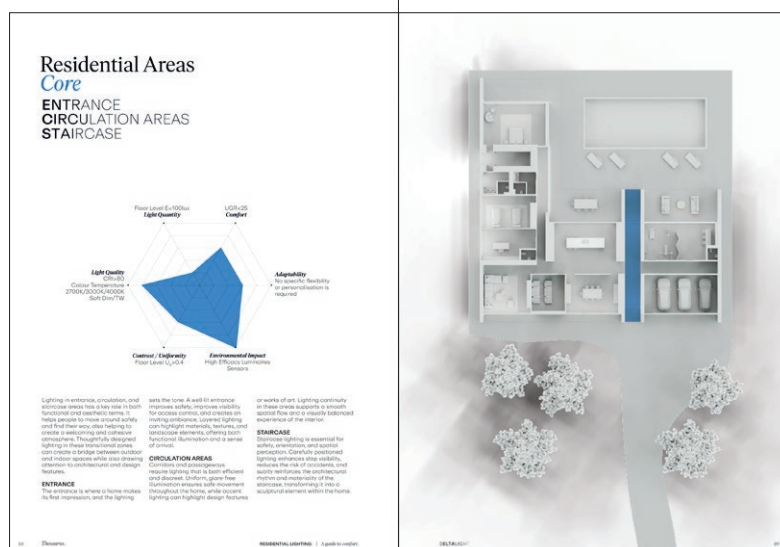 Residential Areas
Core
ENTRANCE
CIRCULATION AREAS
STAIRCASE
Floor Level E=100lux
Light Quantity
UGR<25
Comfort
Light Quality
CRI>80
Colour Temperature
2700K/3000K/4000K
Soft Dim/TW
Adaptability
No specific flexibility
or personalisation is
required
Contrast / Uniformity
Floor Level U₀>0.4
Environmental Impact
High Efficacy Luminaires
Sensors
Lighting in entrance, circulation, and
staircase areas has a key role in both
functional and aesthetic terms. It
helps people to move around safely
and find their way, also helping to
create a welcoming and cohesive
atmosphere. Thoughtfully designed
lighting in these transitional zones
can create a bridge between outdoor
and indoor spaces while also drawing
attention to architectural and design
features.
ENTRANCE
The entrance is where a home makes
its first impression, and the lighting
sets the tone. A well lit entrance
improves safety, improves visibility
for access control, and creates an
inviting ambiance. Layered lighting
can highlight materials, textures, and
landscape elements, offering both
functional illumination and a sense
of arrival.
CIRCULATION AREAS
Corridors and passageways
require lighting that is both efficient
and discreet. Uniform, glare-free
illumination ensures safe movement
throughout the home, while accent
lighting can highlight design features
or works of art. Lighting continuity
in these areas supports a smooth
spatial flow and a visually balanced
experience of the interior.
STAIRCASE
Staircase lighting is essential for
safety, orientation, and spatial
perception. Carefully positioned
lighting enhances step visibility,
reduces the risk of accidents, and
subtly reinforces the architectural
rhythm and materiality of the
staircase, transforming it into a
sculptural element within the home.
RESIDENTIAL LIGHTING | A guide to comfort
DELTALIGHT